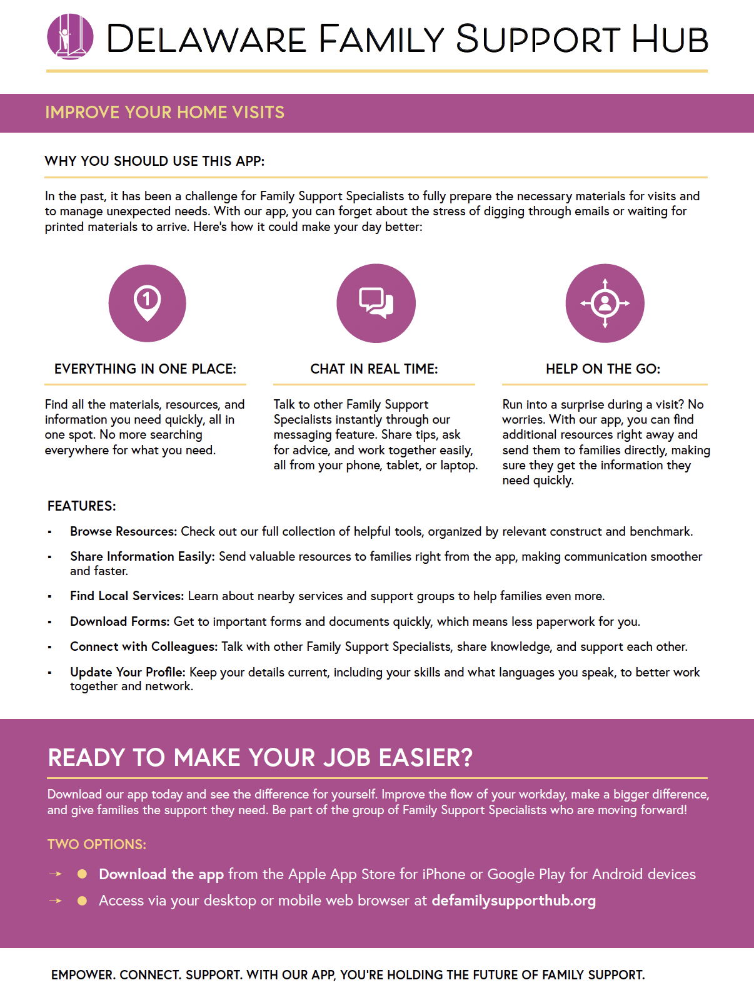 DELAWARE FAMILY SUPPORT HUB
IMPROVE YOUR HOME VISITS
WHY YOU SHOULD USE THIS APP:
In the past, it has been a challenge for Family Support Specialists to fully prepare the necessary materials for visits and
to manage unexpected needs. With our app, you can forget about the stress of digging through emails or waiting for
printed materials to arrive. Here's how it could make your day better:
1
EVERYTHING IN ONE PLACE:
Find all the materials, resources, and
information you need quickly, all in
one spot. No more searching
everywhere for what you need.
CHAT IN REAL TIME:
Talk to other Family Support
Specialists instantly through our
messaging feature. Share tips, ask
for advice, and work together easily,
all from your phone, tablet, or laptop.
HELP ON THE GO:
Run into a surprise during a visit? No
worries. With our app, you can find
additional resources right away and
send them to families directly, making
sure they get the information they
need quickly.
FEATURES:
▪ Browse Resources: Check out our full collection of helpful tools, organized by relevant construct and benchmark.
▪ Share Information Easily: Send valuable resources to families right from the app, making communication smoother
and faster.
▪ Find Local Services: Learn about nearby services and support groups to help families even more.
▪ Download Forms: Get to important forms and documents quickly, which means less paperwork for you.
▪ Connect with Colleagues: Talk with other Family Support Specialists, share knowledge, and support each other.
▪ Update Your Profile: Keep your details current, including your skills and what languages you speak, to better work
together and network.
READY TO MAKE YOUR JOB EASIER?
Download our app today and see the difference for yourself. Improve the flow of your workday, make a bigger difference,
and give families the support they need. Be part of the group of Family Support Specialists who are moving forward!
TWO OPTIONS:
→ ● Download the app from the Apple App Store for iPhone or Google Play for Android devices
→ ● Access via your desktop or mobile web browser at defamilysupporthub.org
EMPOWER. CONNECT. SUPPORT. WITH OUR APP, YOU'RE HOLDING THE FUTURE OF FAMILY SUPPORT.